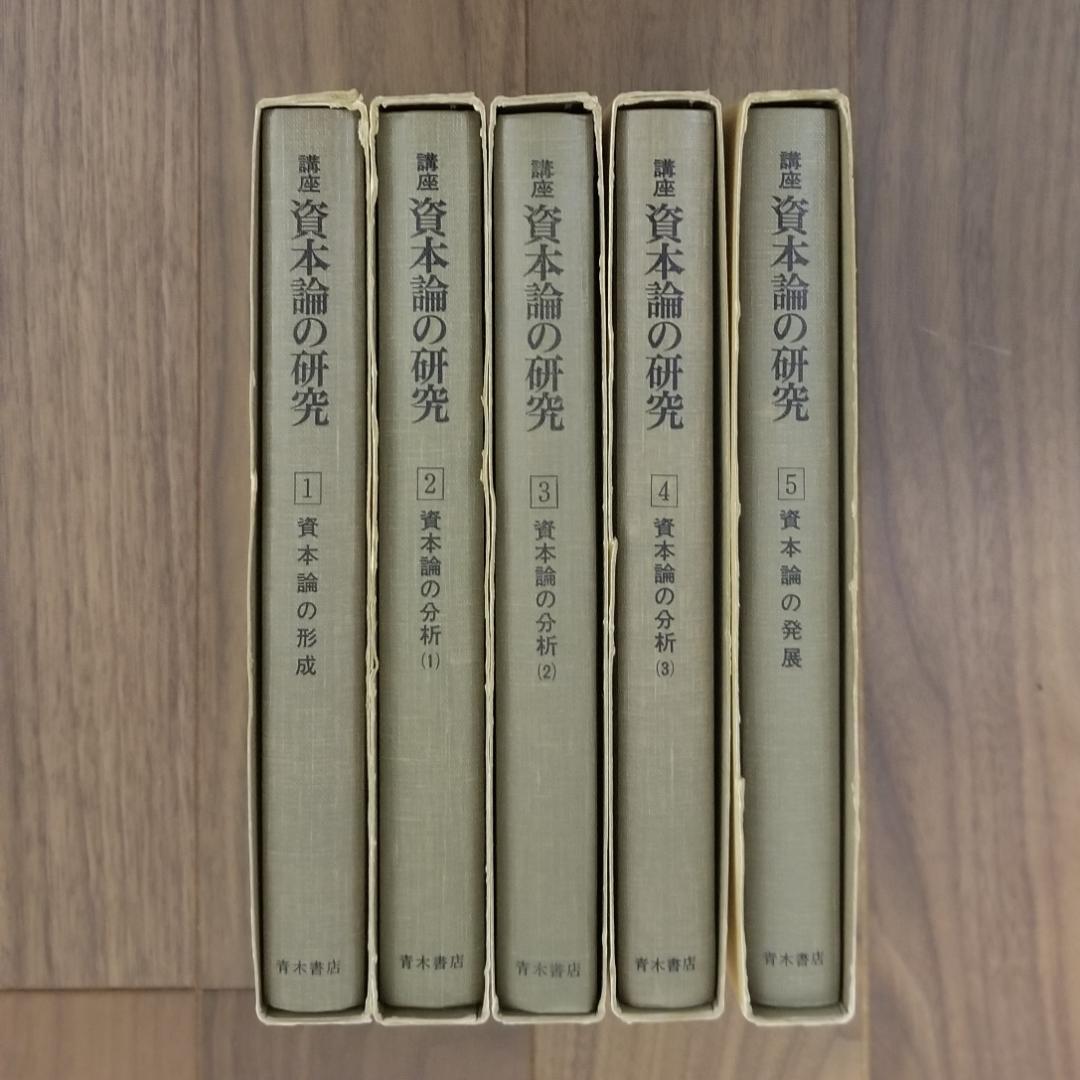 講座
資本論の研究
1
資本論の形成
青木書店
講座
資本論の研究
2
資本論の分析(1)
青木書店
講座
資本論の研究
3
資本論の分析(2)
青木書店
講座
資本論の研究
4
資本論の分析(3)
青木書店
講座
資本論の研究
5
資本論の発展
青木書店